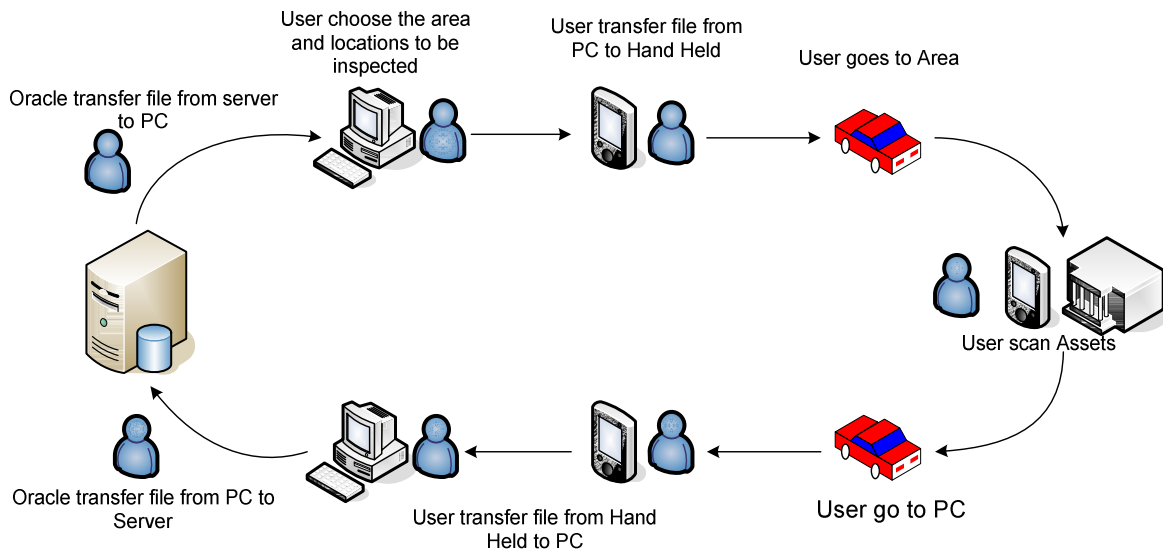 User choose the area
and locations to be
inspected
User transfer file from
PC to Hand Held
User goes to Area
Oracle transfer file from server
to PC
User scan Assets
Oracle transfer file from PC to
Server
User transfer file from Hand
Held to PC
User go to PC